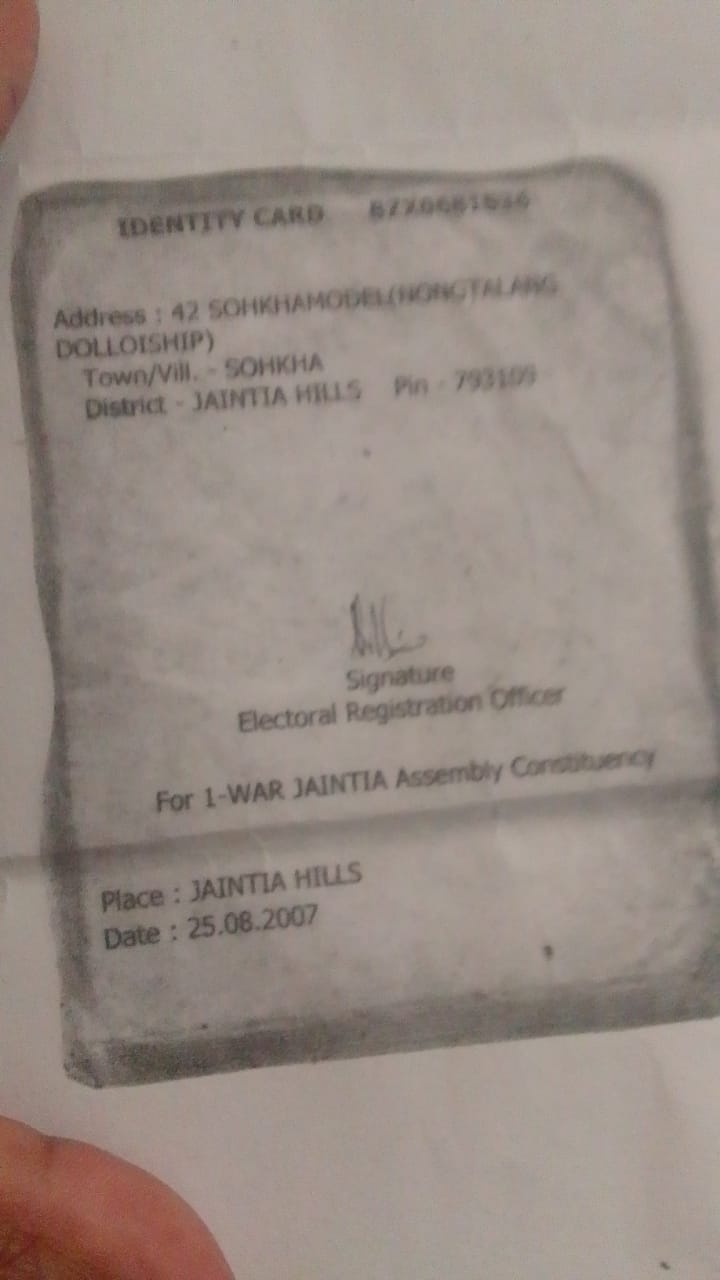 IDENTITY CARD
Address : 42 SOHKHAMODEL(NONGTALANG
DOLLOISHIP)
Town/Vill. - SOHKHA
District - JAINTIA HILLS Pin - 793109
Signature
Electoral Registration Officer
For 1-WAR JAINTIA Assembly Constituency
Place : JAINTIA HILLS
Date : 25.08.2007